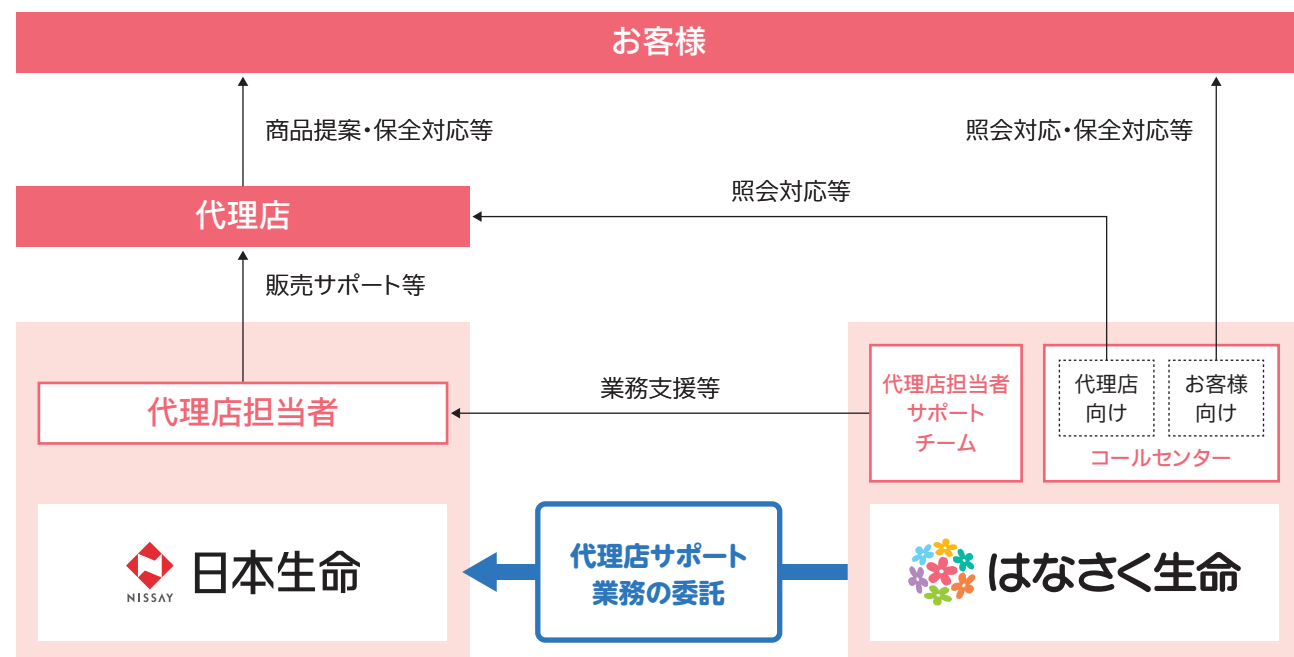 お客様
商品提案・保全対応等
照会対応・保全対応等
照会対応等
代理店
販売サポート等
代理店担当者
業務支援等
代理店担当者
サポート
チーム
代理店
向け
お客様
向け
コールセンター
NISSAY
日本生命
代理店サポート
業務の委託
はなさく生命